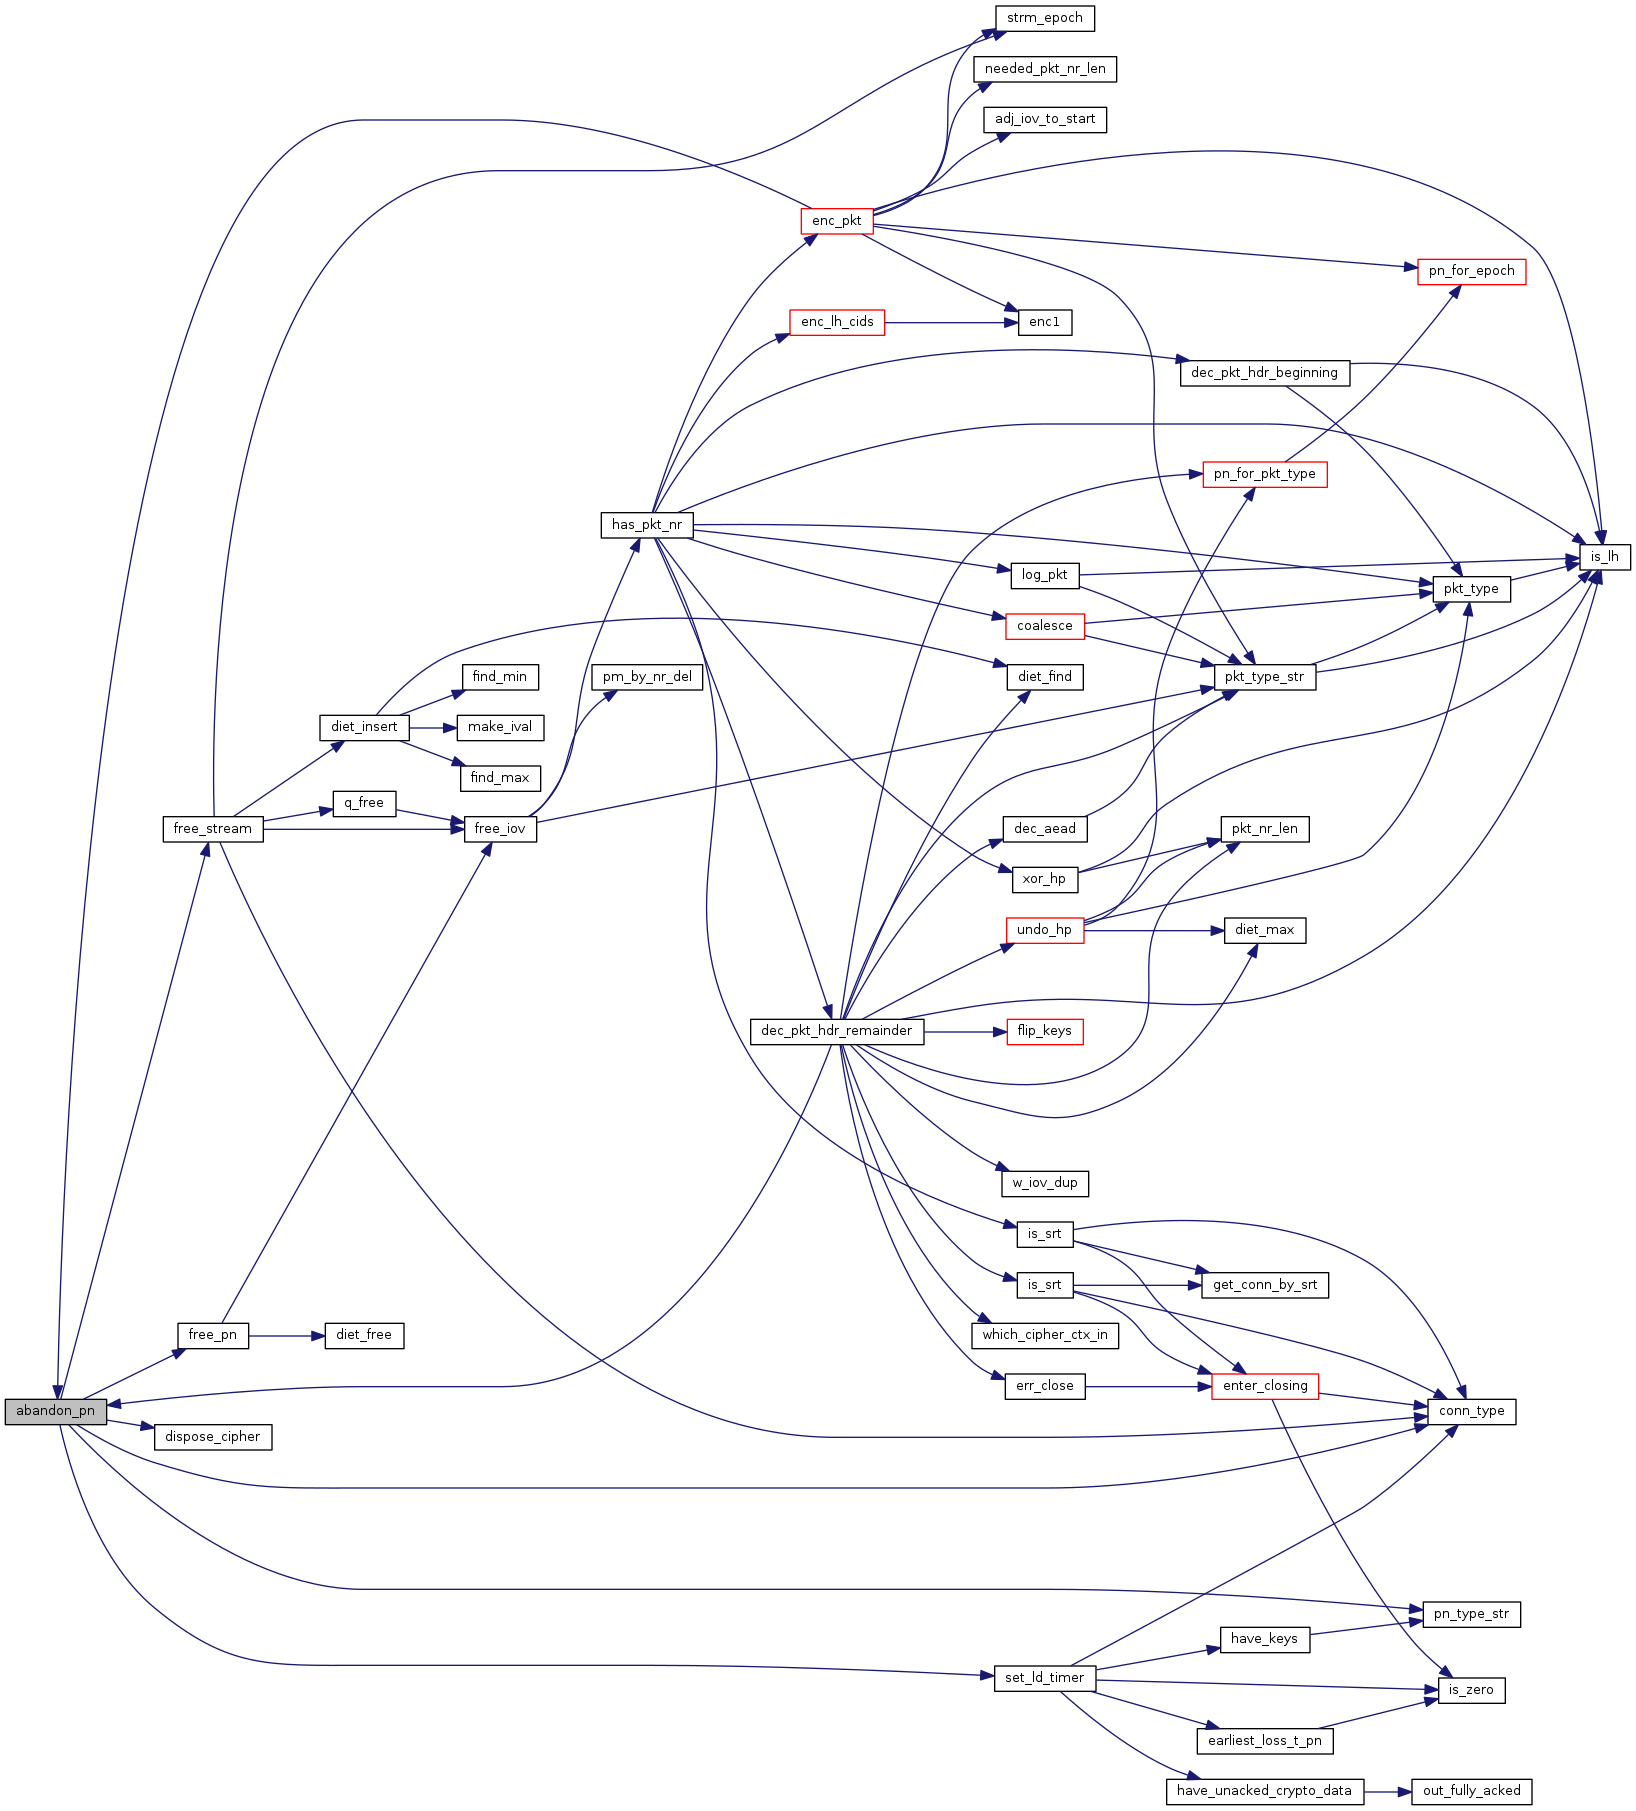 strm_epoch
needed_pkt_nr_len
adj_iov_to_start
enc_pkt
pn_for_epoch
enc_lh_cids
enc1
dec_pkt_hdr_beginning
pn_for_pkt_type
has_pkt_nr
is_lh
log_pkt
pkt_type
coalesce
find_min
pm_by_nr_del
diet_find
pkt_type_str
diet_insert
make_ival
find_max
q_free
free_stream
free_iov
dec_aead
pkt_nr_len
xor_hp
undo_hp
diet_max
dec_pkt_hdr_remainder
flip_keys
w_iov_dup
is_srt
is_srt
get_conn_by_srt
free_pn
diet_free
which_cipher_ctx_in
err_close
enter_closing
abandon_pn
conn_type
dispose_cipher
pn_type_str
have_keys
set_ld_timer
is_zero
earliest_loss_t_pn
have_unacked_crypto_data
out_fully_acked